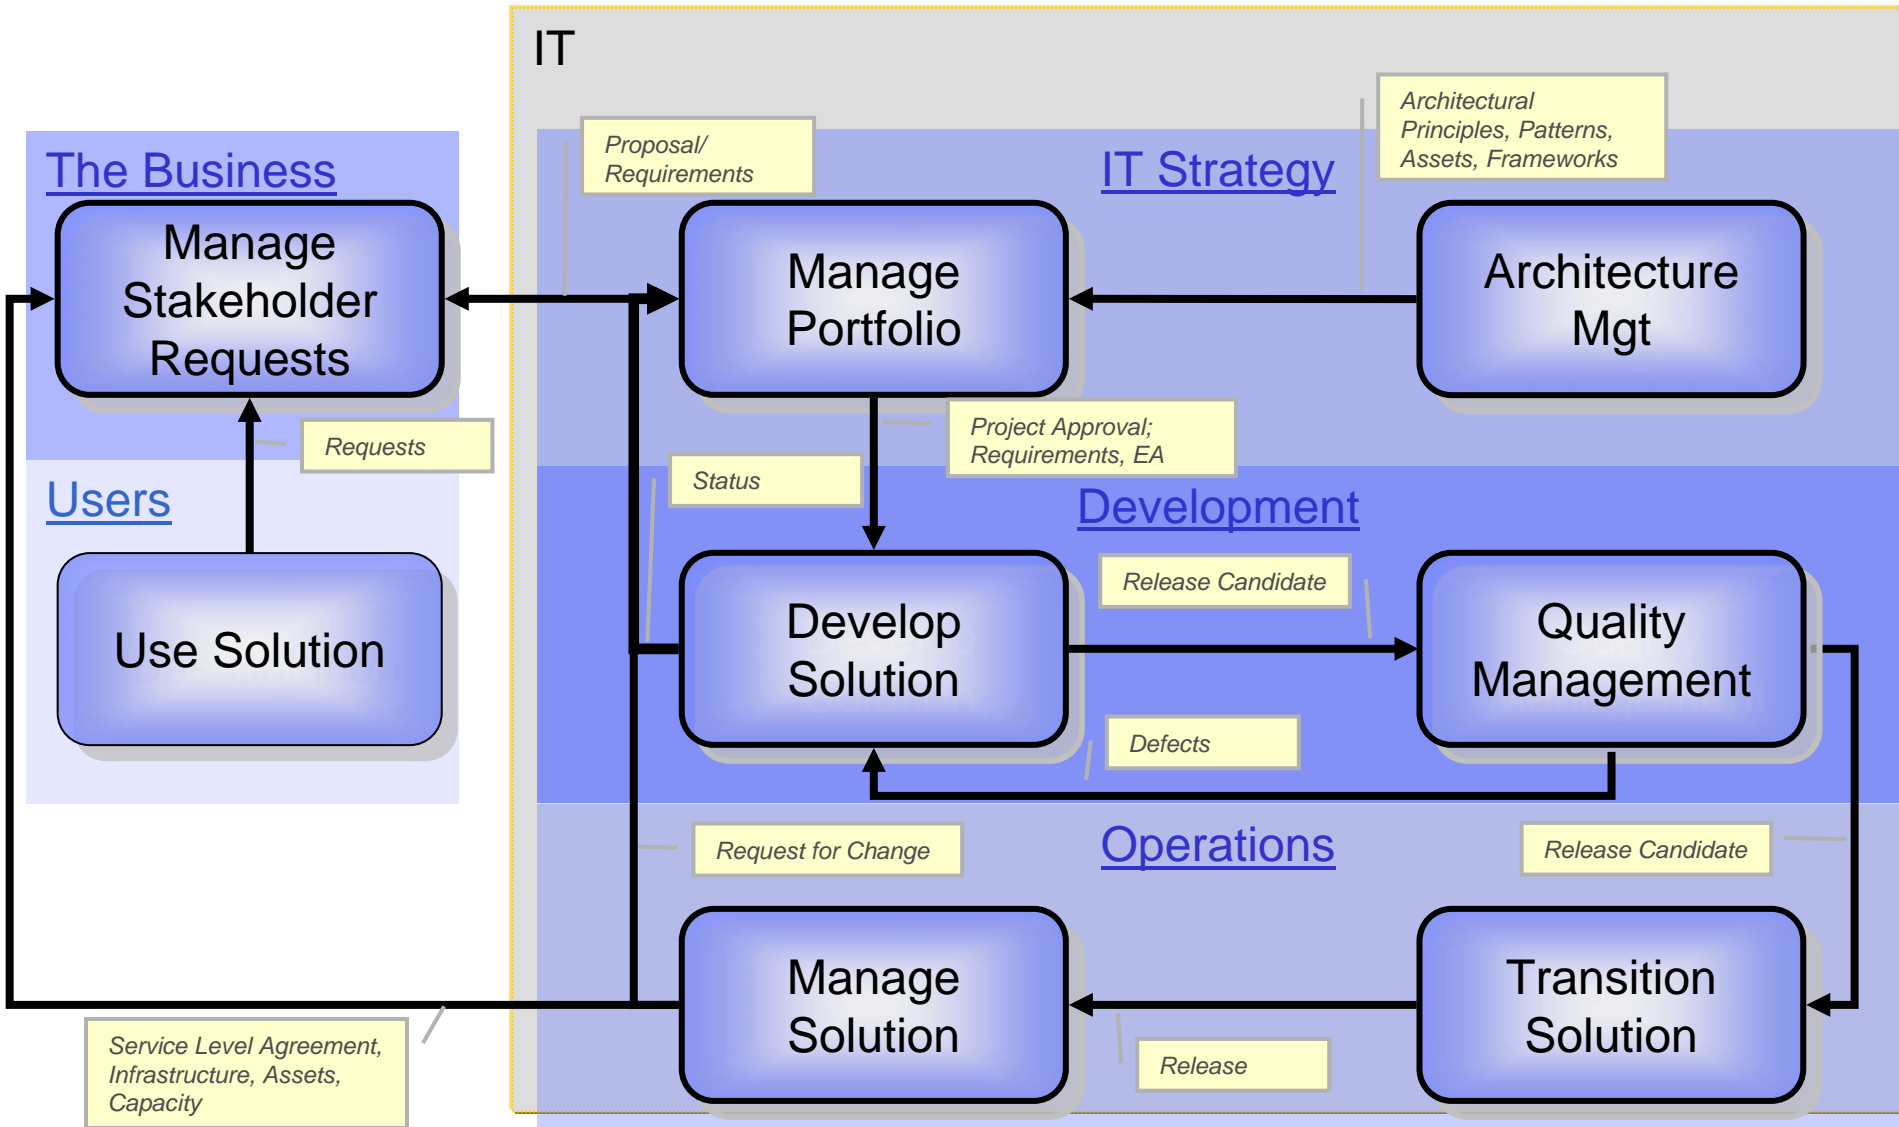 IT
Architectural
Principles, Patterns,
Assets, Frameworks
Proposal/
Requirements
The Business
IT Strategy
Manage
Stakeholder
Requests
Manage
Portfolio
Architecture
Mgt
Requests
Project Approval;
Requirements, EA
Status
Users
Development
Release Candidate
Use Solution
Develop
Solution
Quality
Management
Defects
Request for Change
Operations
Release Candidate
Manage
Solution
Transition
Solution
Service Level Agreement,
Infrastructure, Assets,
Capacity
Release